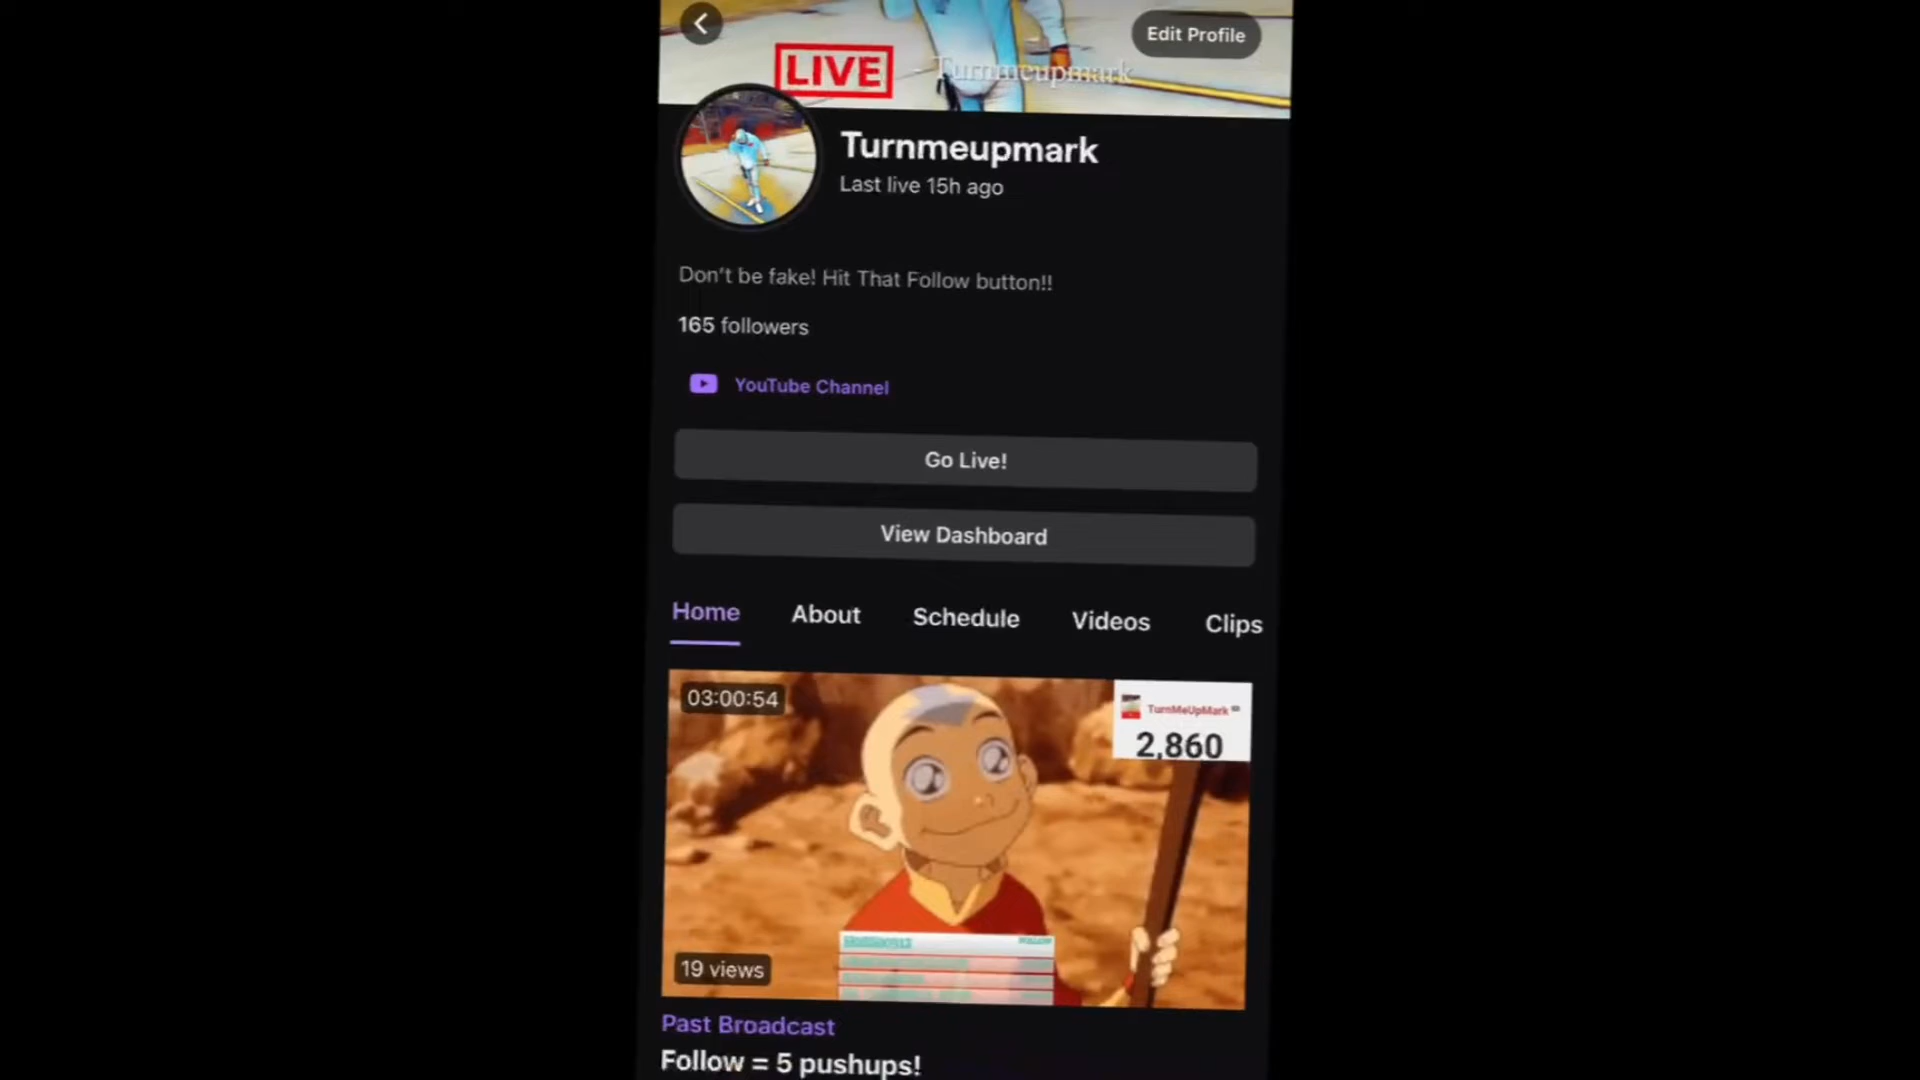 Edit Profile
LIVE - Turnmeupmark
Turnmeupmark
Last live 15h ago
Don't be fake! Hit That Follow button!!
165 followers
YouTube Channel
Go Live!
View Dashboard
Home About Schedule Videos Clips
03:00:54
TurnMeUpMark
2,860
FOLLOW
19 views
Past Broadcast
Follow = 5 pushups!